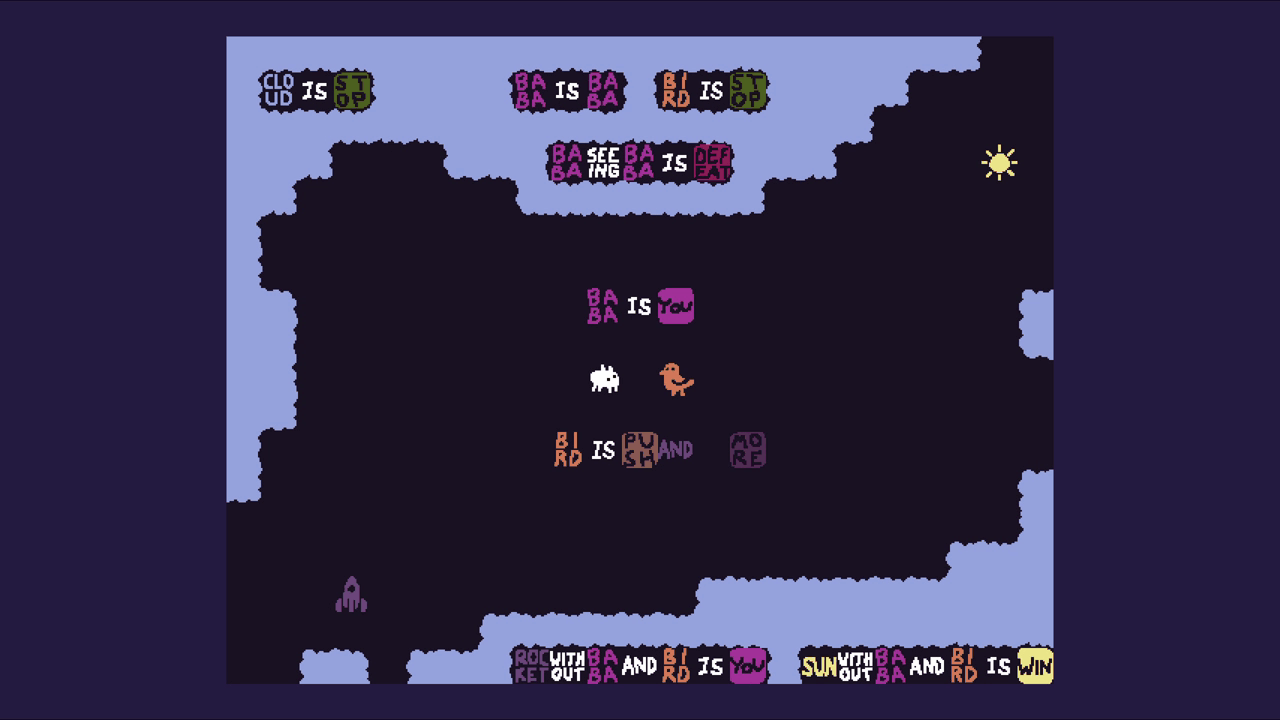 CLOUD IS STOP BABA IS BABA BIRD IS STOP
BABA SEEING BABA IS DEFEAT
BABA IS YOU
BIRD IS PUSH AND MORE
ROCKET WITHOUT BABA AND BIRD IS YOU SUN WITHOUT BABA AND BIRD IS WIN